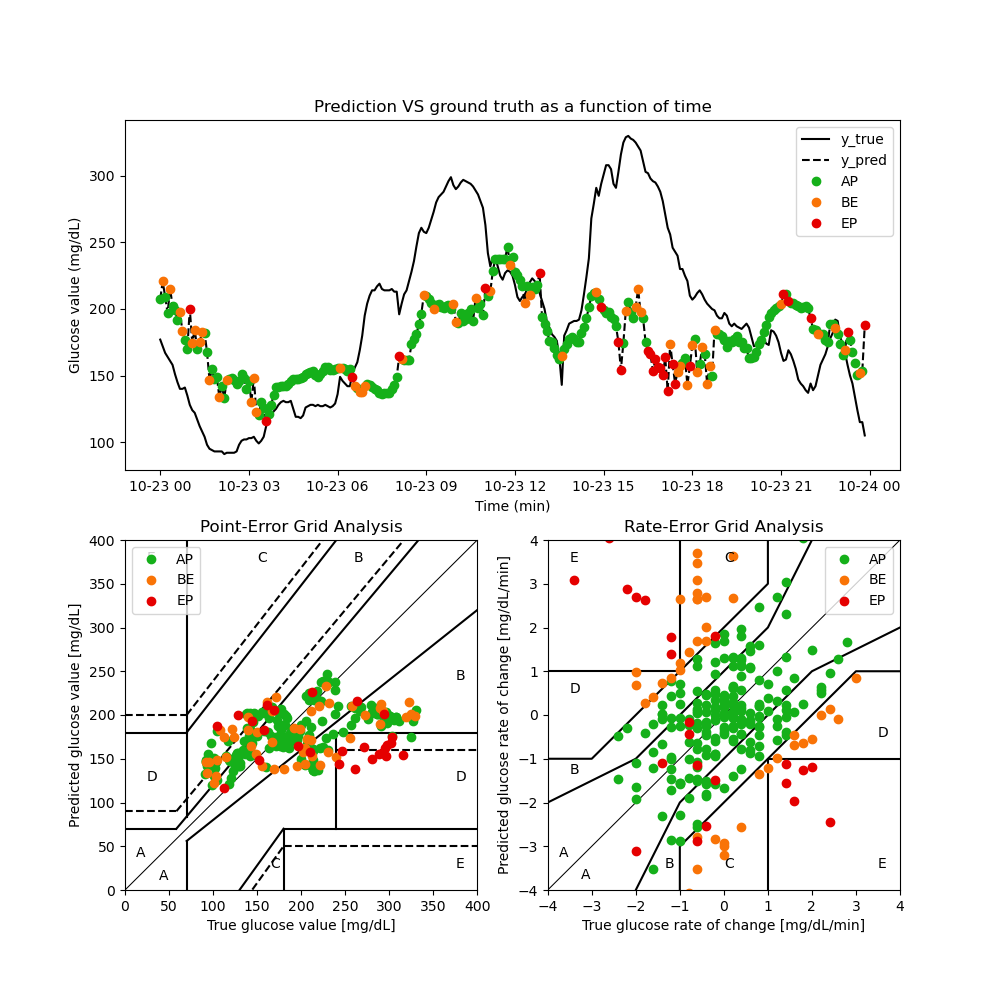 Prediction VS ground truth as a function of time
Glucose value (mg/dL)
300
250
200
150
100
y_true
y_pred
AP
BE
EP
10-23 00 10-23 03 10-23 06 10-23 09 10-23 12 10-23 15 10-23 18 10-23 21 10-24 00
Time (min)
Point-Error Grid Analysis
Predicted glucose value [mg/dL]
400
350
300
250
200
150
100
50
0
AP
BE
EP
C
B
B
D
D
A
A
C
E
0 50 100 150 200 250 300 350 400
True glucose value [mg/dL]
Rate-Error Grid Analysis
Predicted glucose rate of change [mg/dL/min]
4
3
2
1
0
−1
−2
−3
−4
E
C
AP
BE
EP
D
D
B
A
A
B
C
E
−4 −3 −2 −1 0 1 2 3 4
True glucose rate of change [mg/dL/min]